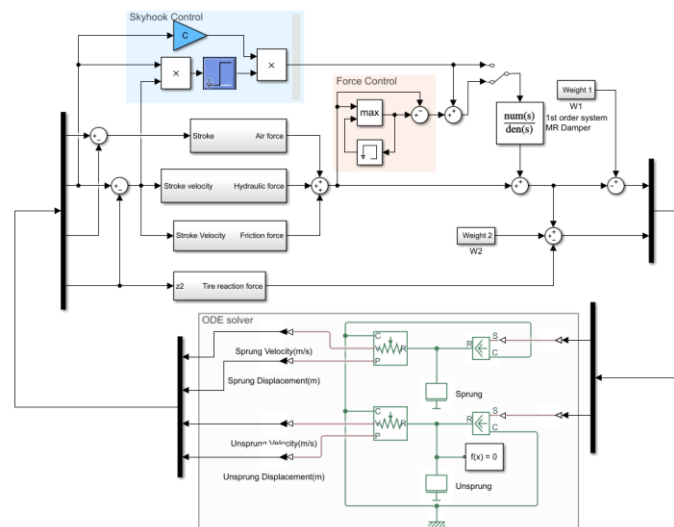 Skyhook Control
C
×
×
Force Control
max
num(s)
den(s)
Weight 1
W1
1st order system
MR Damper
Stroke Air force
Stroke velocity Hydraulic force
Stroke Velocity Friction force
Weight 2
W2
z2 Tire reaction force
ODE solver
C
V R
P
R S
C
Sprung Velocity(m/s)
Sprung Displacement(m)
Sprung
C
V R
P
R S
C
Unsprung Velocity(m/s)
f(x) = 0
Unsprung Displacement(m)
Unsprung